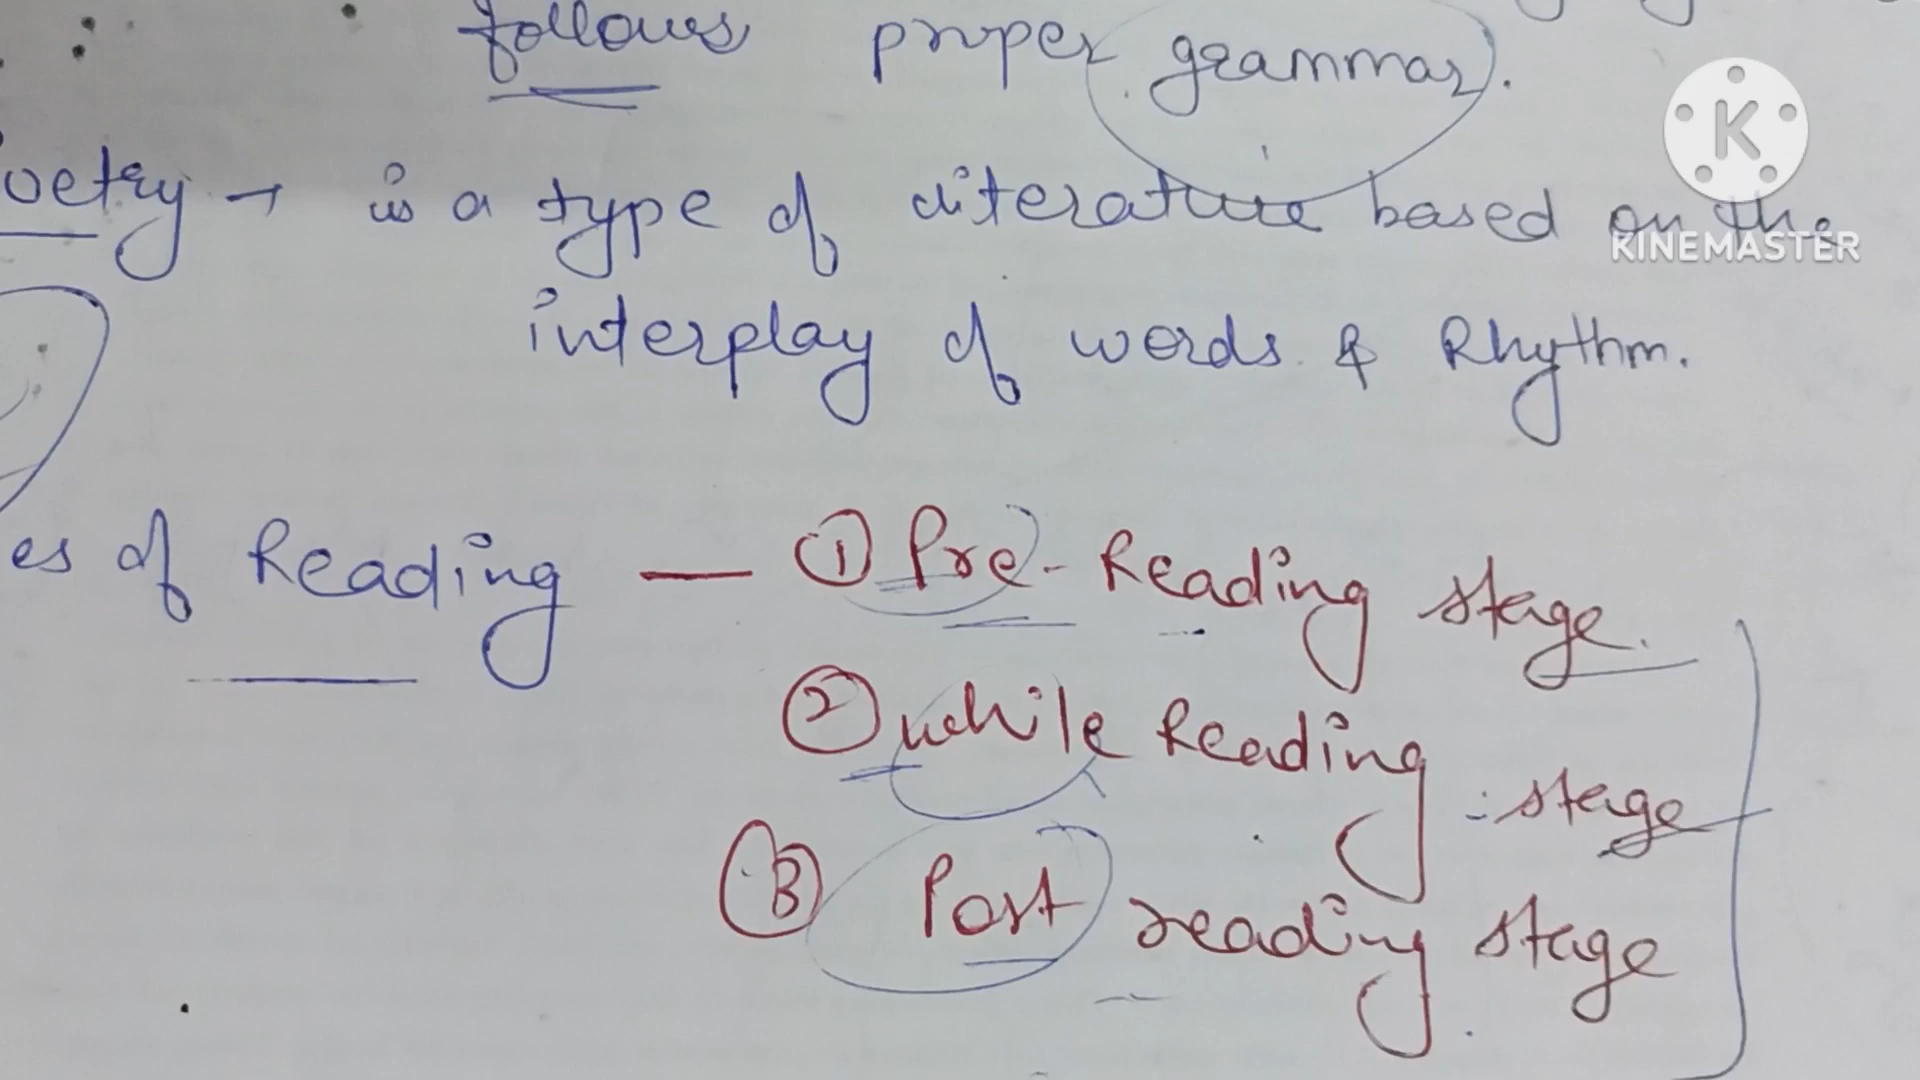 follows proper grammar.
oetry → is a type of literature based on the
interplay of words & Rhythm.
es of Reading — ① Pre-Reading stage.
② while Reading stage
③ Post reading stage
K
KINEMASTER